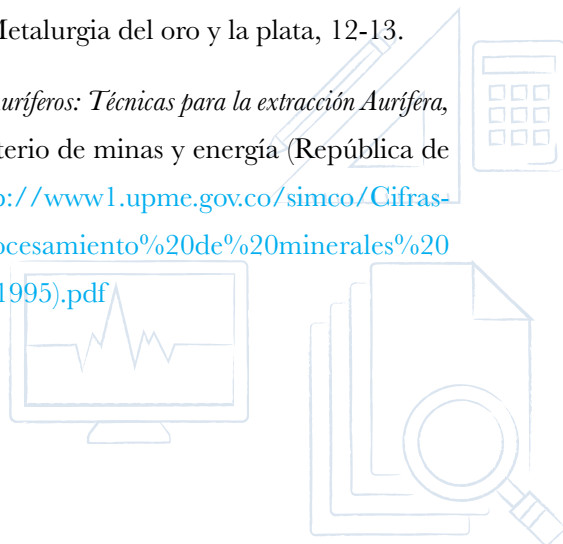 Metalurgia del oro y la plata, 12-13.
uríferos: Técnicas para la extracción Aurífera,
terio de minas y energía (República de
p://www1.upme.gov.co/simco/Cifras-
ocesamiento%20de%20minerales%20
1995).pdf